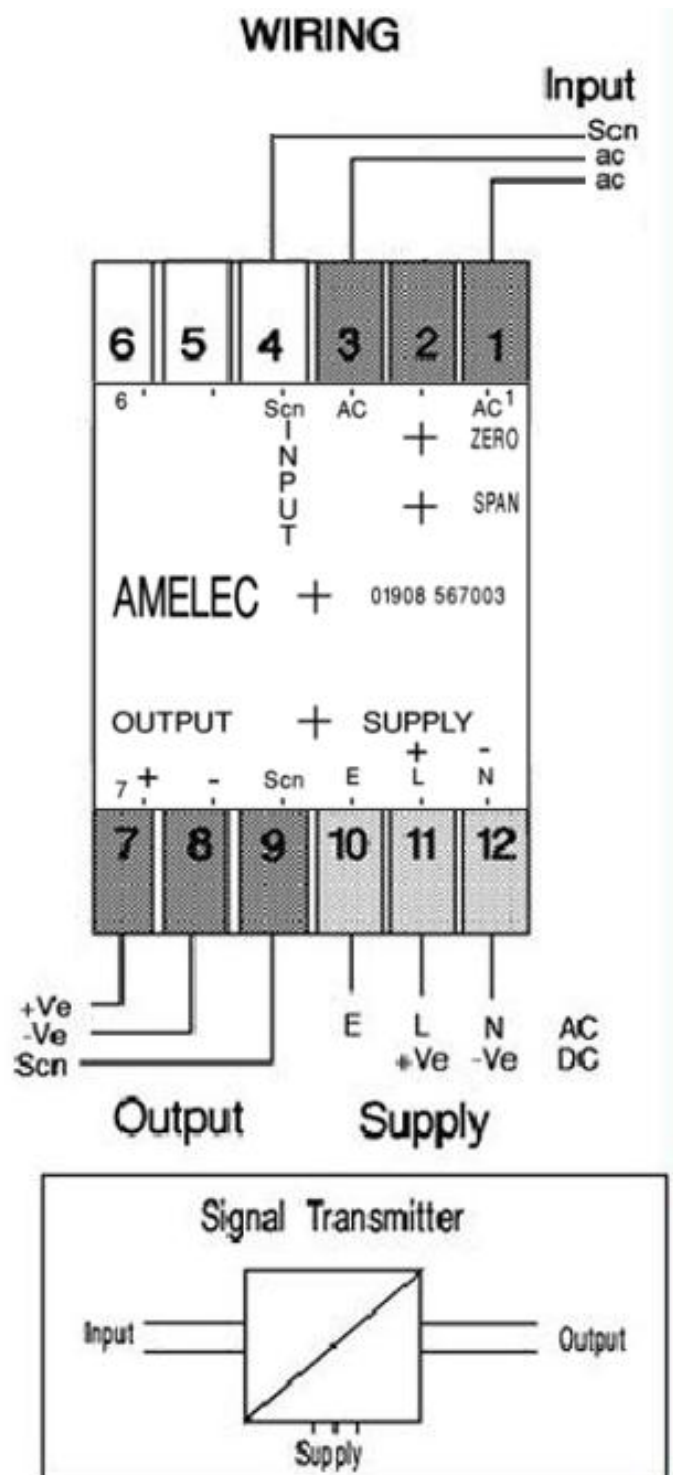 WIRING
Input
Scn
ac
ac
6 5 4 3 2 1
6 Scn AC AC 1
INPUT
ZERO
SPAN
AMELEC 01908 567003
OUTPUT + SUPPLY
+ -
7 + - Scn E L N
7 8 9 10 11 12
+Ve
-Ve
Scn
E L N AC
+Ve -Ve DC
Output Supply
Signal Transmitter
Input Output
Supply